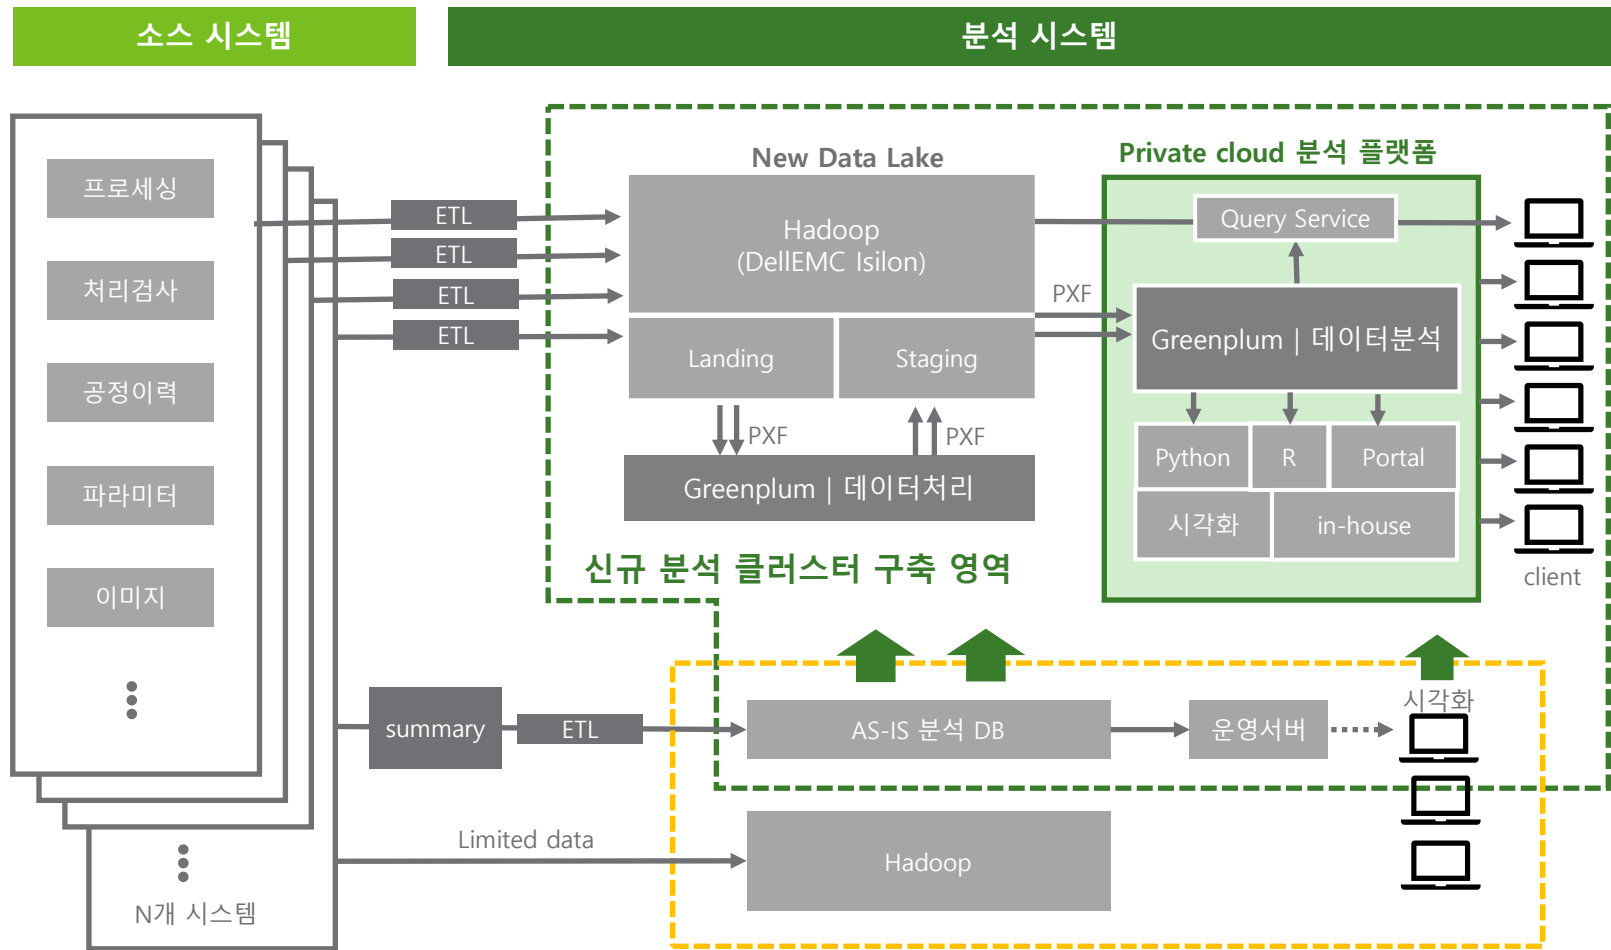 소스 시스템
분석 시스템
프로세싱
처리검사
공정이력
파라미터
이미지
N개 시스템
ETL
ETL
ETL
ETL
New Data Lake
Hadoop
(DellEMC Isilon)
Landing
Staging
PXF
PXF
Greenplum | 데이터처리
신규 분석 클러스터 구축 영역
PXF
Private cloud 분석 플랫폼
Query Service
Greenplum | 데이터분석
Python
R
Portal
시각화
in-house
client
summary
ETL
AS-IS 분석 DB
운영서버
시각화
Limited data
Hadoop